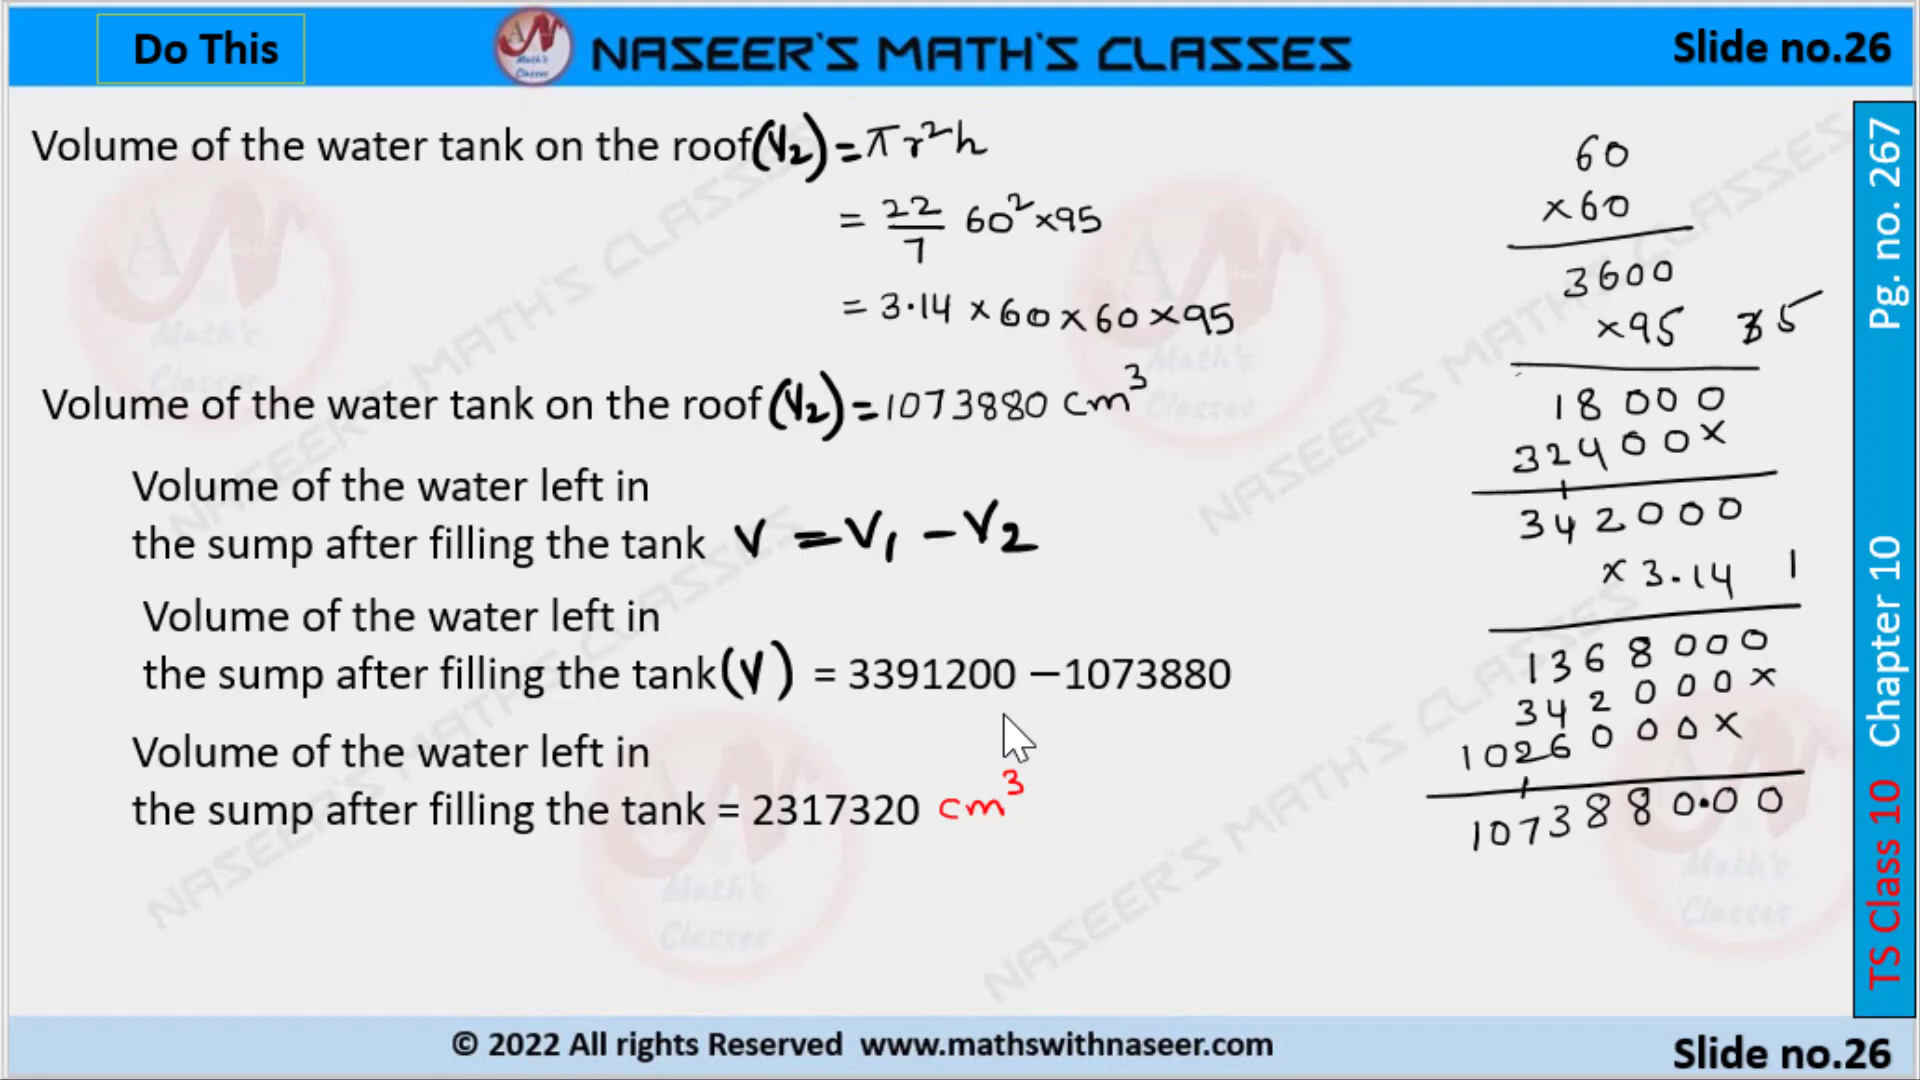 Do This
NASEER'S MATH'S CLASSES
Slide no.26
Volume of the water tank on the roof (V₂) = πr²h
= 22/7 60² ×95
= 3·14 × 60 × 60 × 95
Volume of the water tank on the roof (V₂) = 1073880 cm³
Volume of the water left in
the sump after filling the tank V = V₁ – V₂
Volume of the water left in
the sump after filling the tank (V) = 3391200 –1073880
Volume of the water left in
the sump after filling the tank = 2317320 cm³
60
×60
3600
×95
18000
32400×
342000
×3.14 1
1368000
342000×
1026000×
1073880.00
Pg. no. 267
Chapter 10
TS Class 10
© 2022 All rights Reserved www.mathswithnaseer.com
Slide no.26